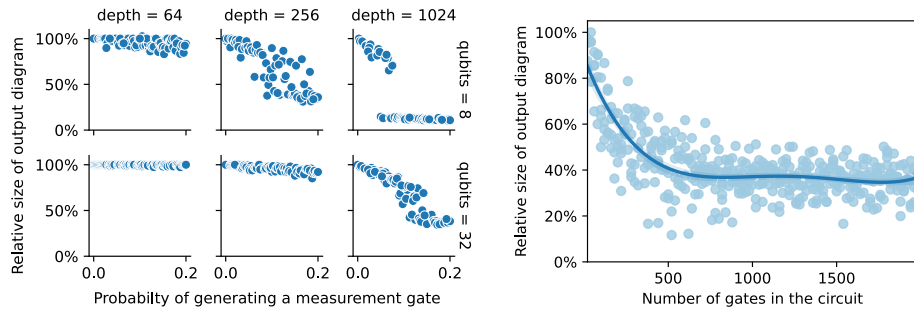 depth = 64
depth = 256
depth = 1024
100%
50%
0%
100%
50%
0%
Relative size of output diagram
qubits = 8
qubits = 32
0.0
0.2
0.0
0.2
0.0
0.2
Probabilty of generating a measurement gate
100%
80%
60%
40%
20%
0%
Relative size of output diagram
500
1000
1500
Number of gates in the circuit